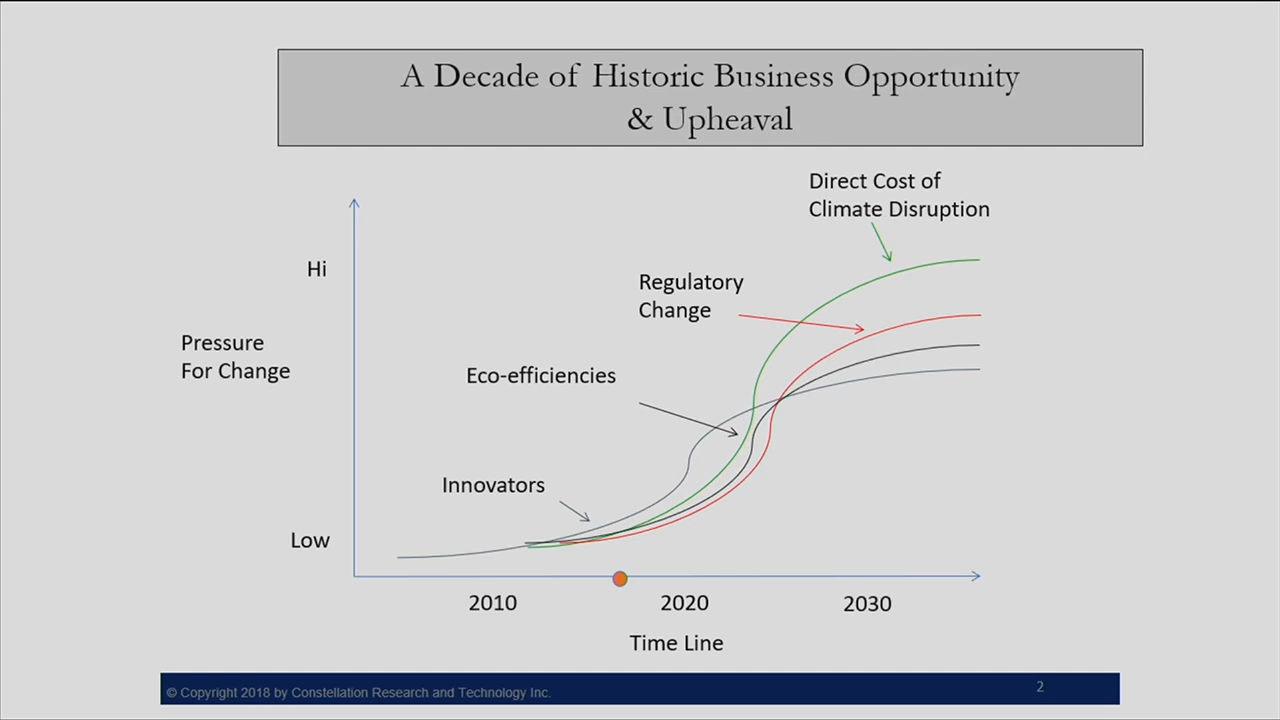 A Decade of Historic Business Opportunity
& Upheaval
Direct Cost of
Climate Disruption
Hi
Regulatory
Change
Pressure
For Change
Eco-efficiencies
Innovators
Low
2010
2020
2030
Time Line
© Copyright 2018 by Constellation Research and Technology Inc.
2